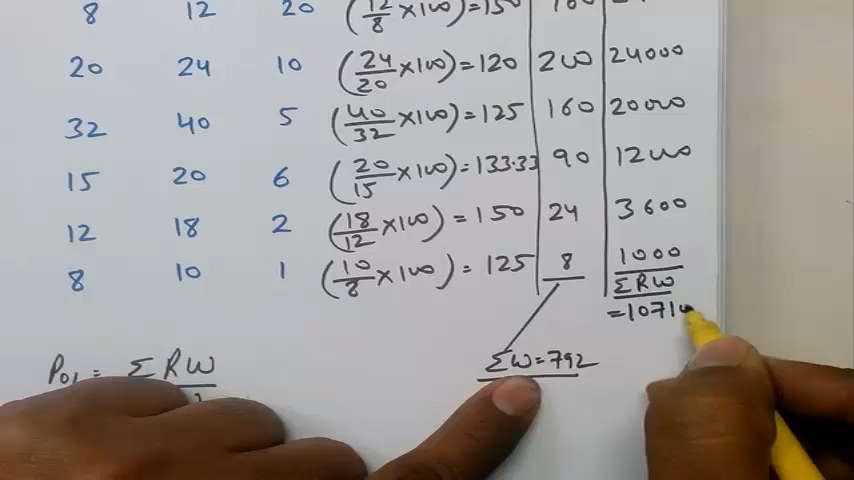 8 12 20 (12/8 ×100)=150 160
20 24 10 (24/20 ×100)=120 200 24000
32 40 5 (40/32 ×100)=125 160 20000
15 20 6 (20/15 ×100)=133.33 90 12000
12 18 2 (18/12 ×100)=150 24 3600
8 10 1 (10/8 ×100)=125 8 1000
ΣRW
=10710
P01 = ΣRW
ΣW=792